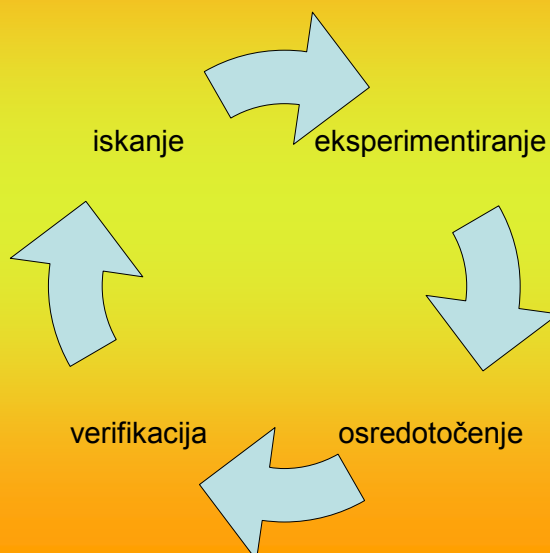 iskanje
eksperimentiranje
verifikacija
osredotočenje